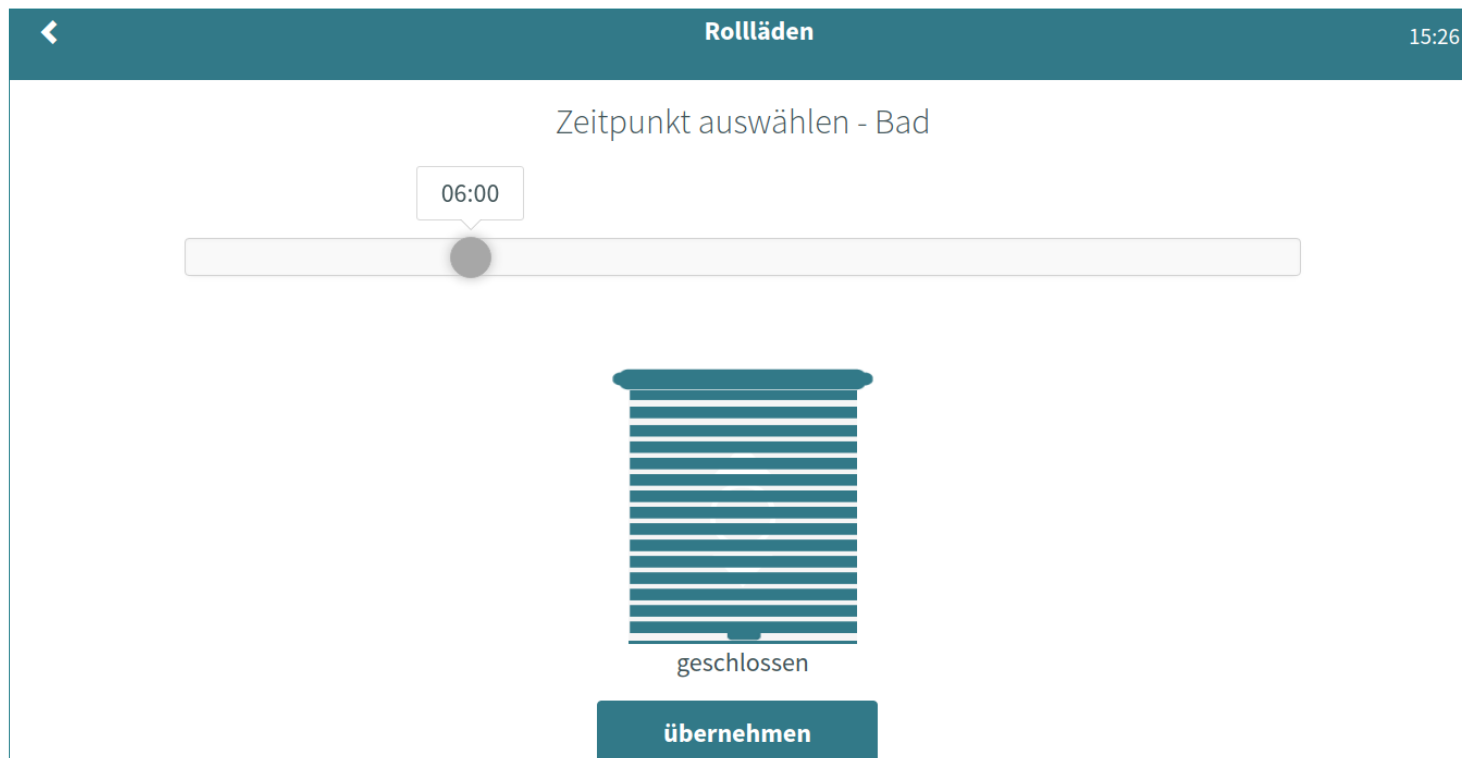 Rollläden
15:26
Zeitpunkt auswählen - Bad
06:00
geschlossen
übernehmen